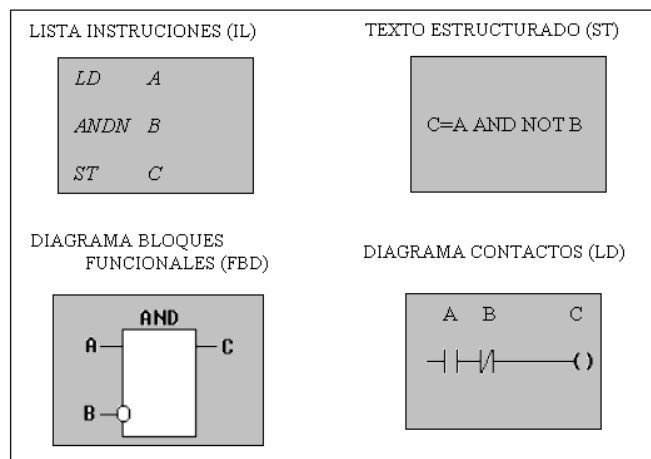 LISTA INSTRUCIONES (IL)
LD A
ANDN B
ST C
TEXTO ESTRUCTURADO (ST)
C=A AND NOT B
DIAGRAMA BLOQUES
FUNCIONALES (FBD)
AND
A
C
B
DIAGRAMA CONTACTOS (LD)
A B C